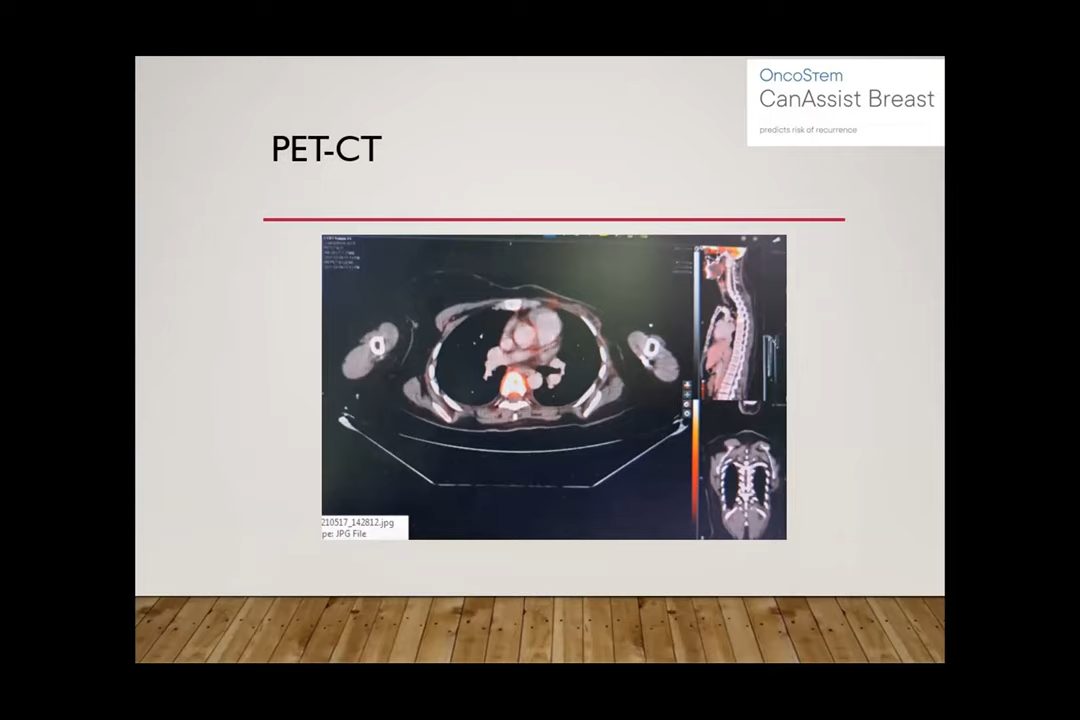 OncoSTem
CanAssist Breast
predicts risk of recurrence
PET-CT
210517_142812.jpg
pe: JPG File